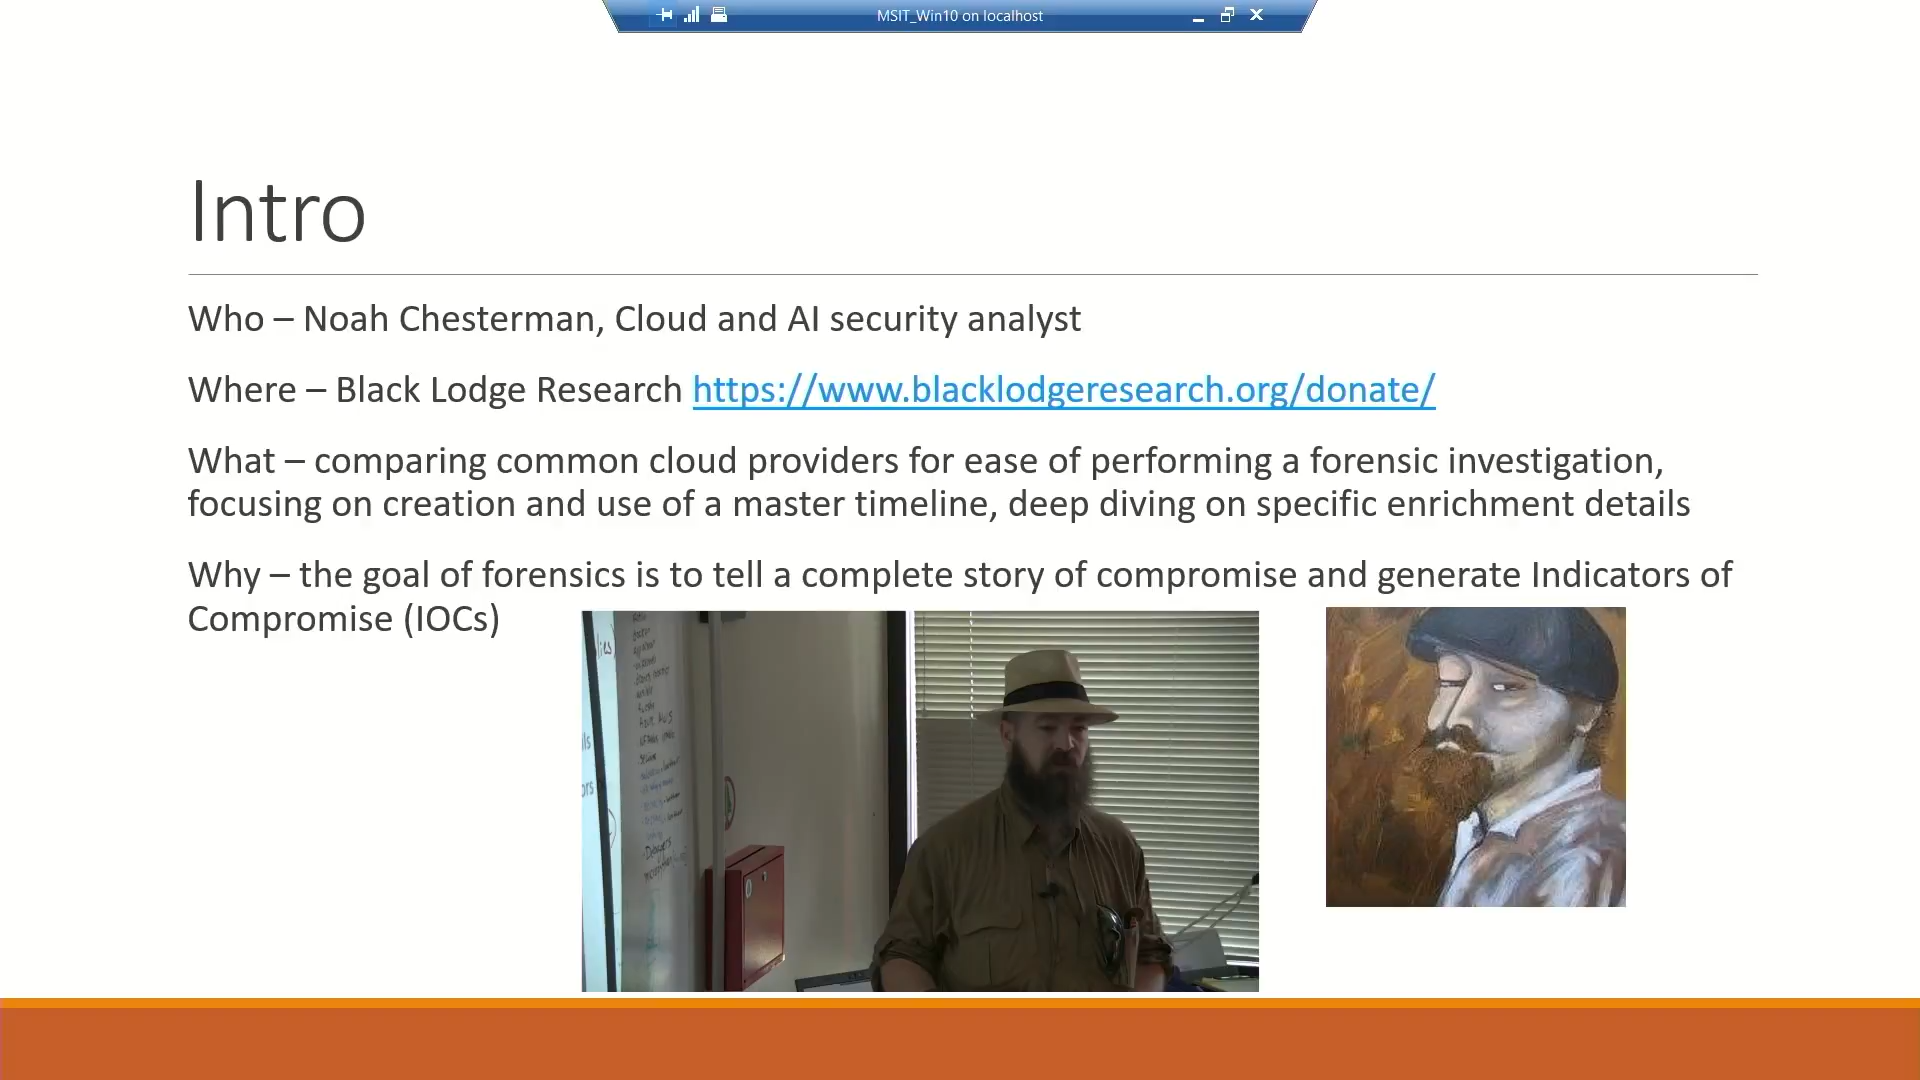 MSIT_Win10 on localhost
Intro
Who – Noah Chesterman, Cloud and AI security analyst
Where – Black Lodge Research https://www.blacklodgeresearch.org/donate/
What – comparing common cloud providers for ease of performing a forensic investigation,
focusing on creation and use of a master timeline, deep diving on specific enrichment details
Why – the goal of forensics is to tell a complete story of compromise and generate Indicators of
Compromise (IOCs)